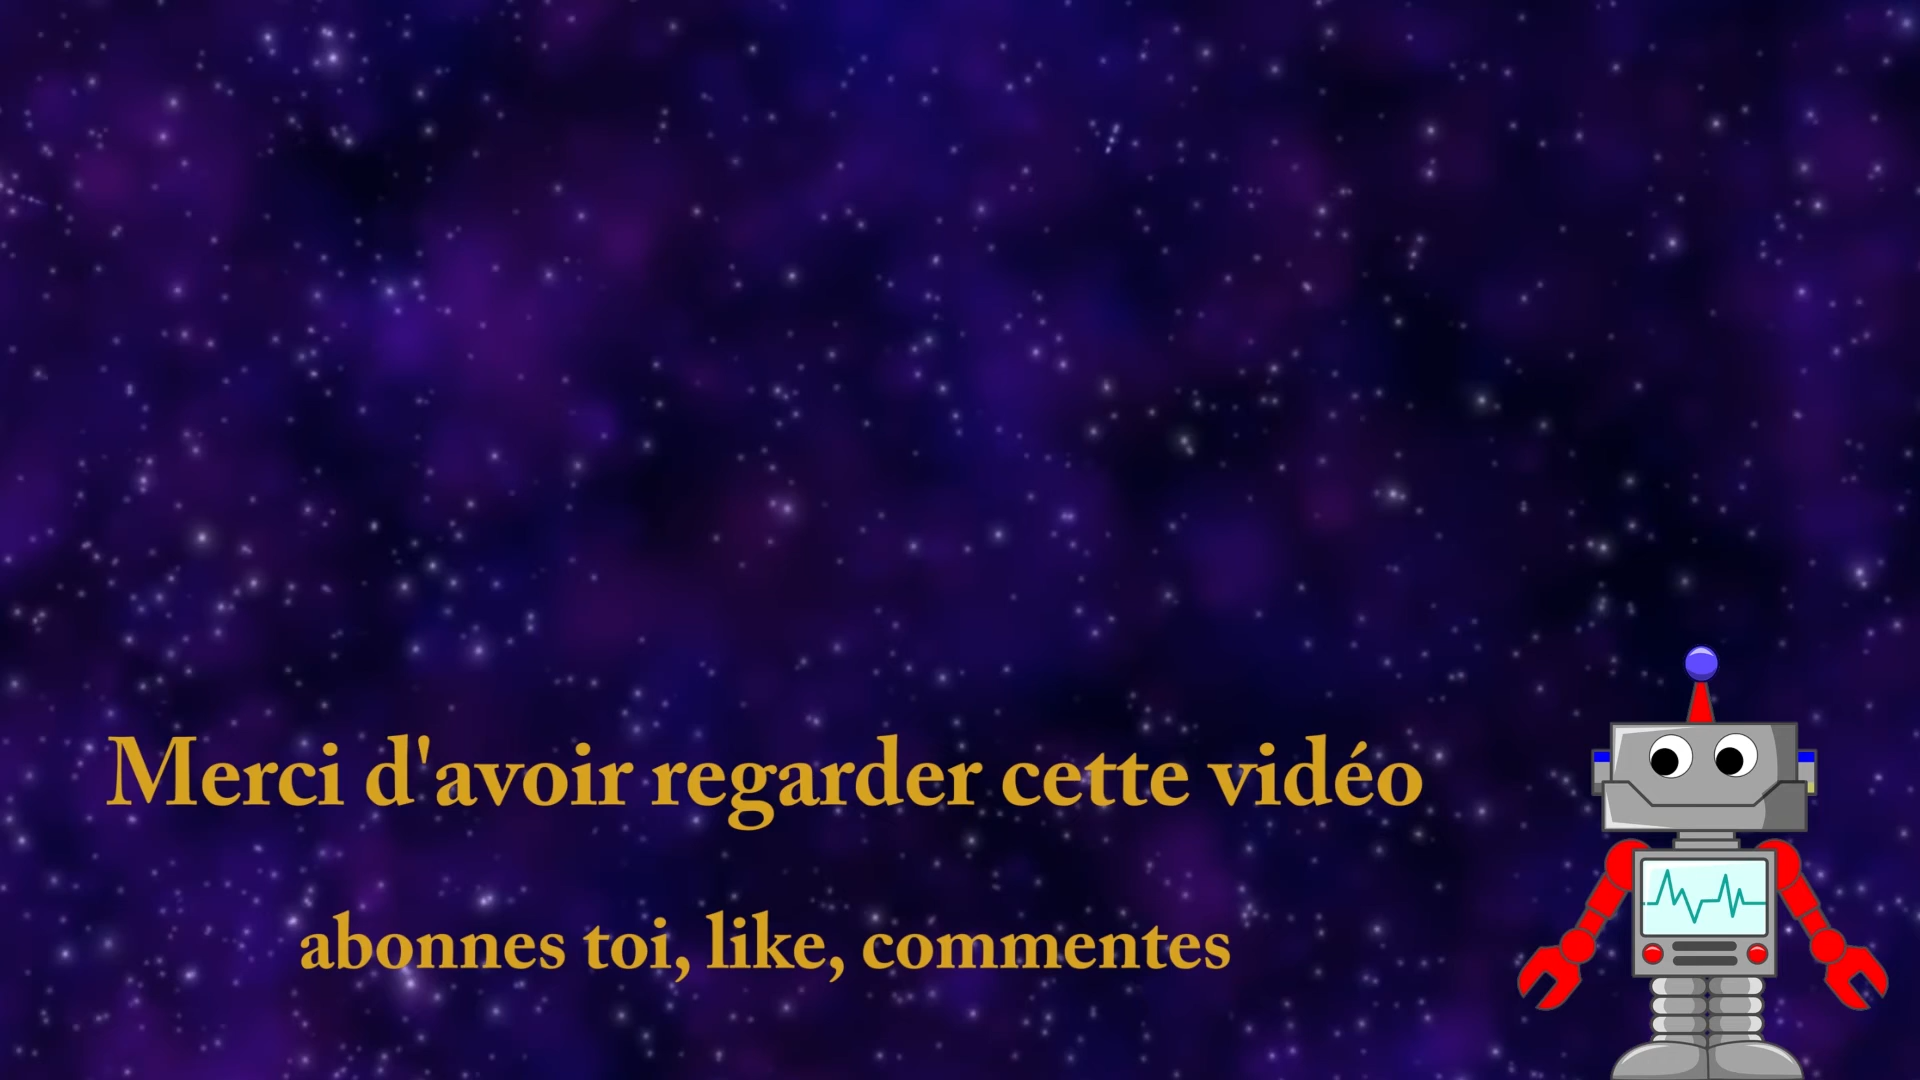 Merci d'avoir regarder cette vidéo
abonnes toi, like, commentes